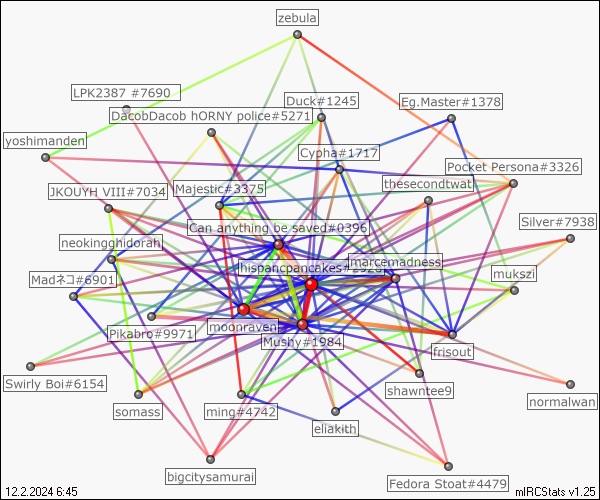 zebula
LPK2387 #7690
Duck#1245
Eg.Master#1378
DacobDacob hORNY police#5271
yoshimanden
Cypha#1717
Pocket Persona#3326
JKOUYH VIII#7034
Majestic#3375
thesecondtwat
Can anything be saved#0396
Silver#7938
neokingghidorah
marcenmadness
hispancpancakes#2926
Madネコ#6901
mukszi
moonraven
Pikabro#9971
Mushy#1984
frisout
Swirly Boi#6154
shawntee9
normalwan
somass
ming#4742
eliakith
bigcitysamurai
Fedora Stoat#4479
12.2.2024 6:45
mIRCStats v1.25